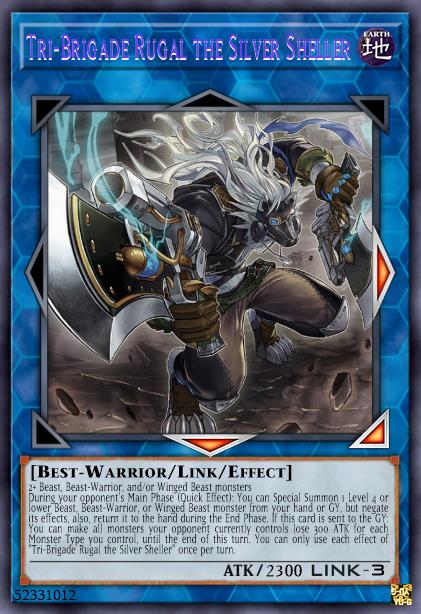 Tri-Brigade Rugal the Silver Sheller
EARTH
地
[Best-Warrior/Link/Effect]
2+ Beast, Beast-Warrior, and/or Winged Beast monsters
During your opponent's Main Phase (Quick Effect): You can Special Summon 1 Level 4 or
lower Beast, Beast-Warrior, or Winged Beast monster from your hand or GY, but negate
its effects, also, return it to the hand during the End Phase. If this card is sent to the GY:
You can make all monsters your opponent currently controls lose 300 ATK for each
Monster Type you control, until the end of this turn. You can only use each effect of
"Tri-Brigade Rugal the Silver Sheller" once per turn.
ATK/2300 LINK-3
52331012